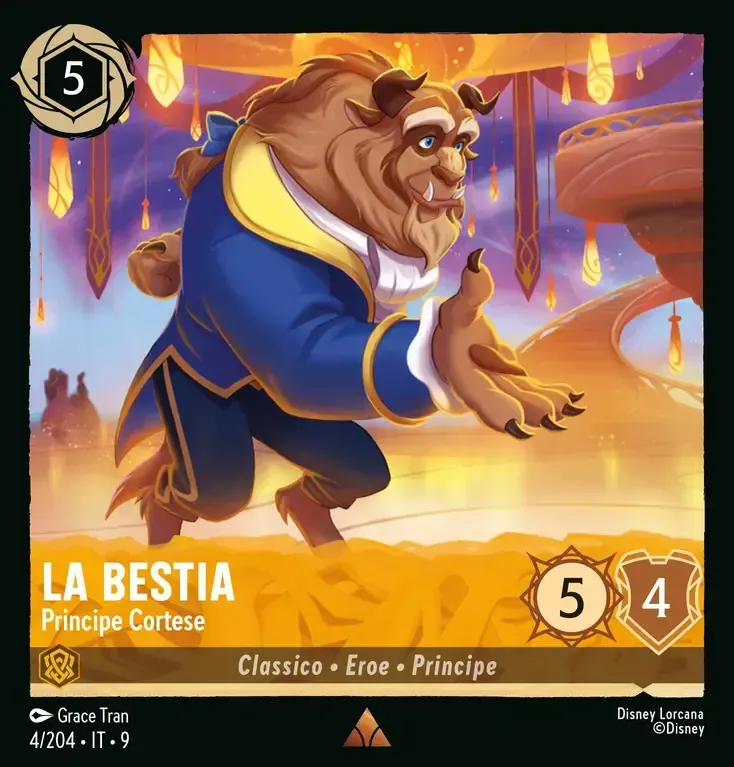 5
LA BESTIA
Principe Cortese
5 4
Classico • Eroe • Principe
Grace Tran
4/204 • IT • 9
Disney Lorcana
©Disney